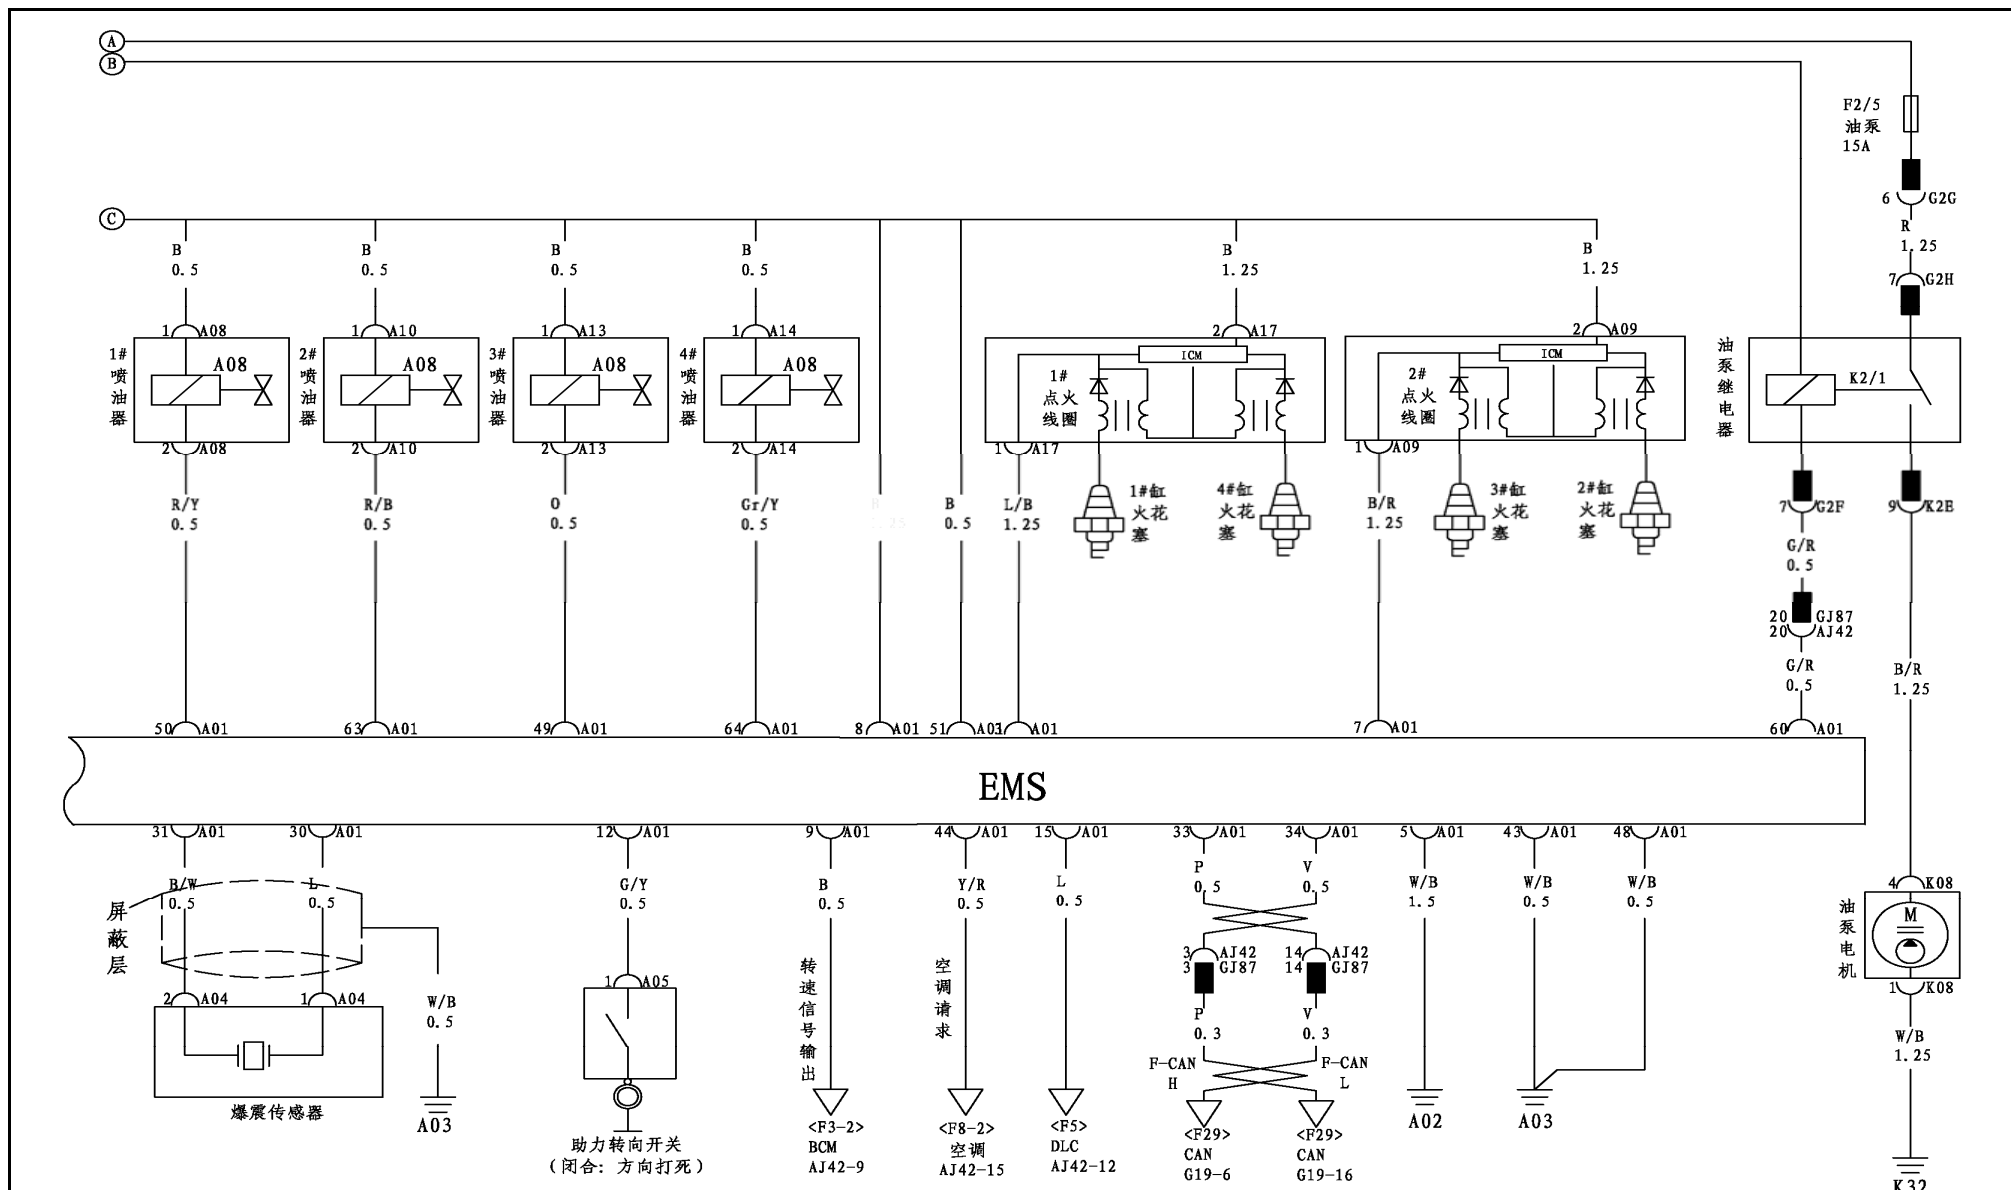 A
B
F2/5
油泵
15A
6 G2G
C
R
1.25
B
0.5
B
0.5
B
0.5
B
0.5
B
1.25
B
1.25
7 G2H
1 A08
1 A10
1 A13
1 A14
2 A17
2 A09
1#喷油器
A08
2#喷油器
A08
3#喷油器
A08
4#喷油器
A08
ICM
1#
点火
线圈
ICM
2#
点火
线圈
油泵继电器
K2/1
2 A08
2 A10
2 A13
2 A14
1 A17
1 A09
R/Y
0.5
R/B
0.5
O
0.5
Gr/Y
0.5
B
1.25
B
0.5
L/B
1.25
1#缸
火花
塞
4#缸
火花
塞
B/R
1.25
3#缸
火花
塞
2#缸
火花
塞
7 G2F
9 K2E
G/R
0.5
20 GJ87
20 AJ42
G/R
0.5
B/R
1.25
50 A01
63 A01
49 A01
64 A01
8 A01
51 A01
3 A01
7 A01
60 A01
EMS
31 A01
30 A01
12 A01
9 A01
44 A01
15 A01
33 A01
34 A01
5 A01
43 A01
48 A01
B/W
0.5
L
0.5
G/Y
0.5
B
0.5
Y/R
0.5
L
0.5
P
0.5
V
0.5
W/B
1.5
W/B
0.5
W/B
0.5
4 K08
屏蔽层
油泵电机
M
3 AJ42
3 GJ87
14 AJ42
14 GJ87
转速信号输出
空调请求
1 A05
2 A04
1 A04
W/B
0.5
1 K08
P
0.3
V
0.3
W/B
1.25
F-CAN
H
F-CAN
L
爆震传感器
A03
助力转向开关
(闭合: 方向打死)
<F3-2>
BCM
AJ42-9
<F8-2>
空调
AJ42-15
<F5>
DLC
AJ42-12
<F29>
CAN
G19-6
<F29>
CAN
G19-16
A02
A03
K32